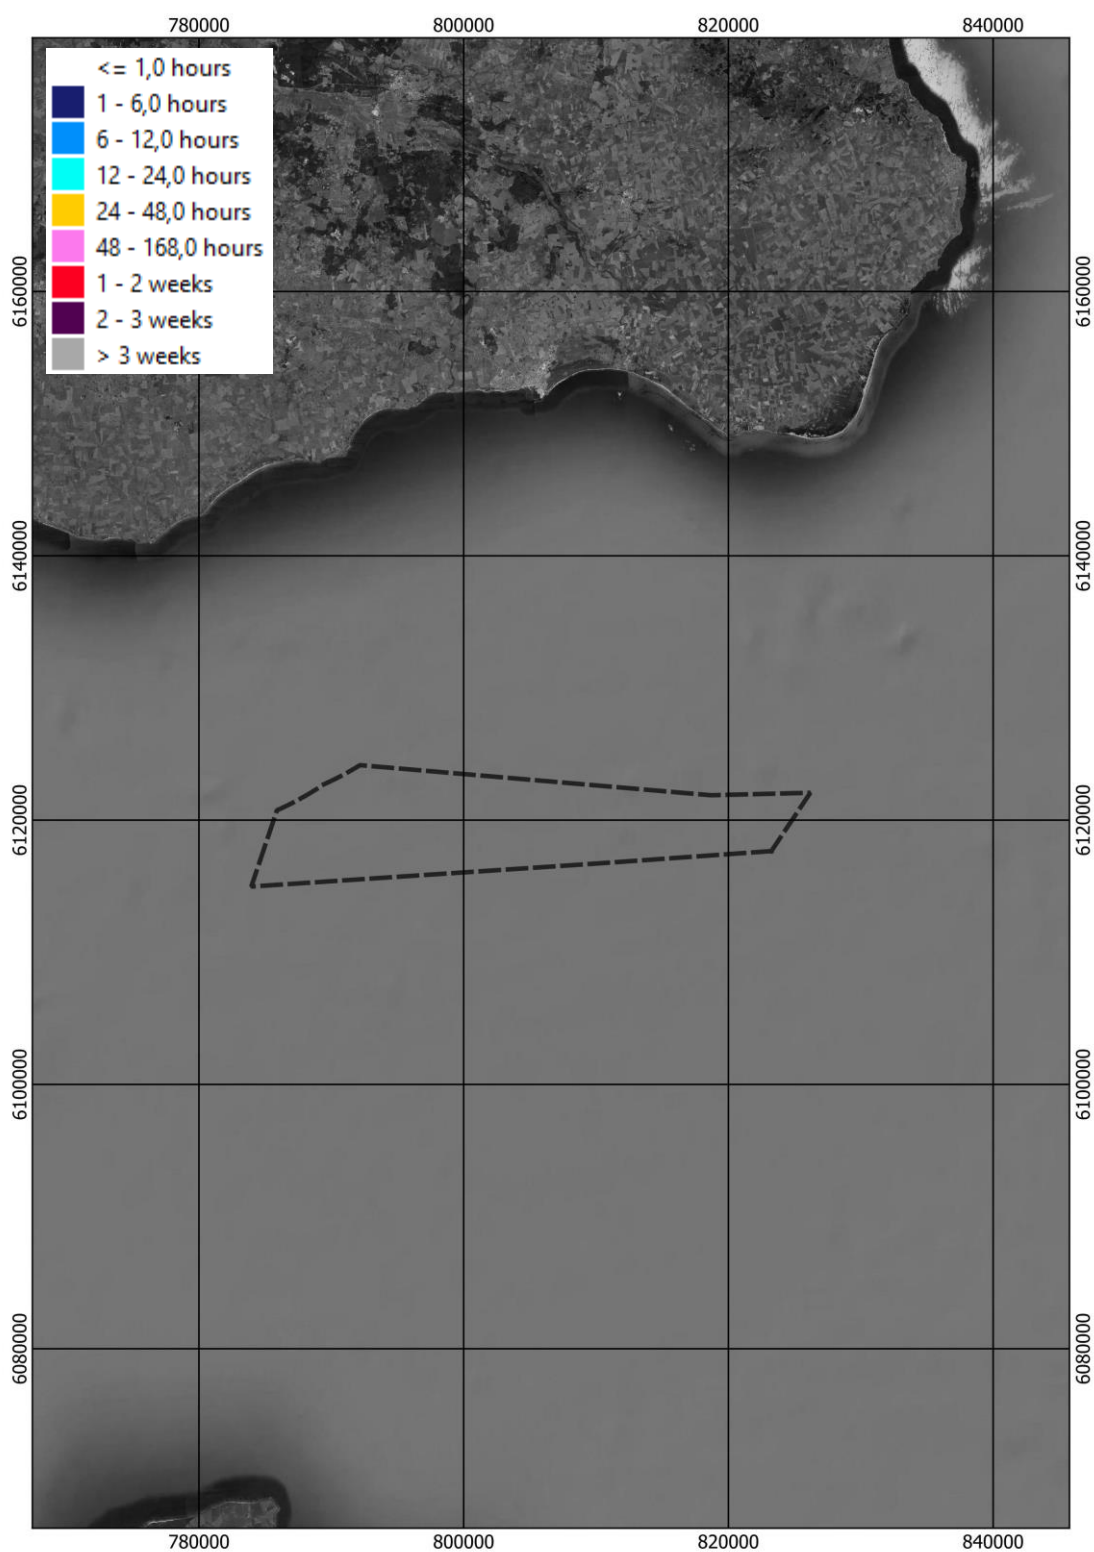 780000 800000 820000 840000
<= 1,0 hours
1 - 6,0 hours
6 - 12,0 hours
12 - 24,0 hours
24 - 48,0 hours
48 - 168,0 hours
1 - 2 weeks
2 - 3 weeks
> 3 weeks
6160000 6160000
6140000 6140000
6120000 6120000
6100000 6100000
6080000 6080000
780000 800000 820000 840000